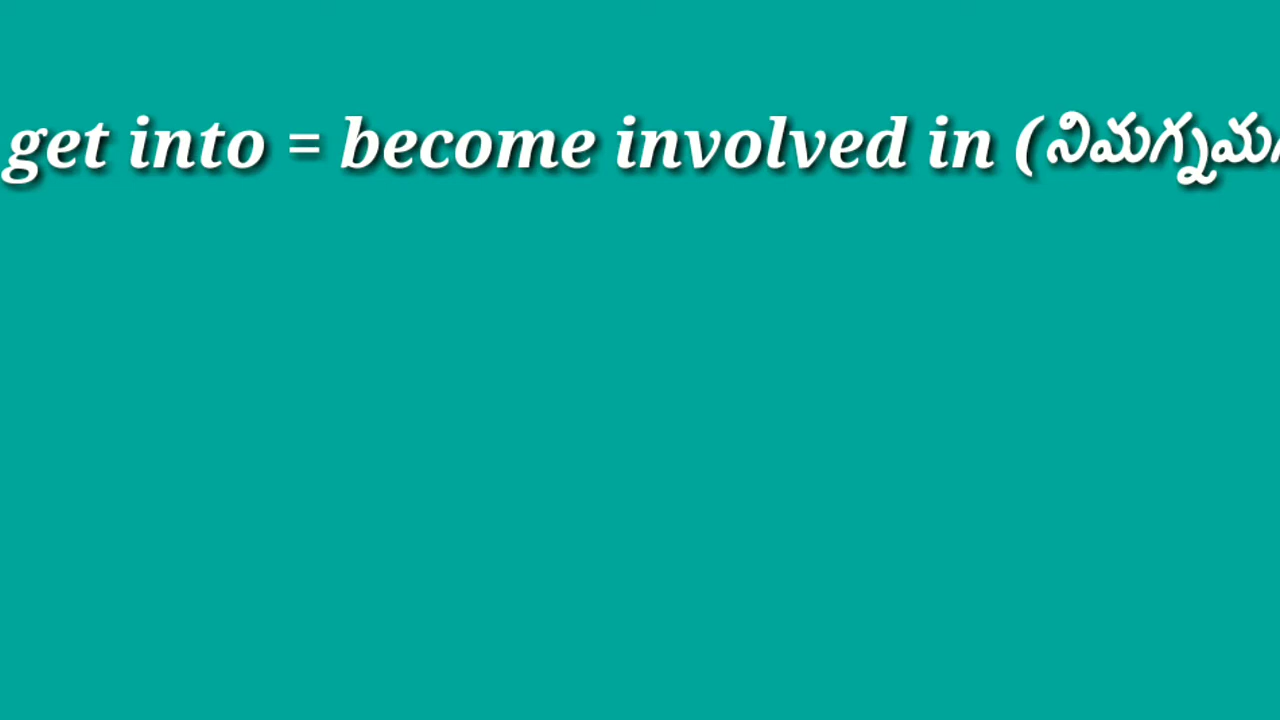 get into = become involved in (నిమగ్నమ